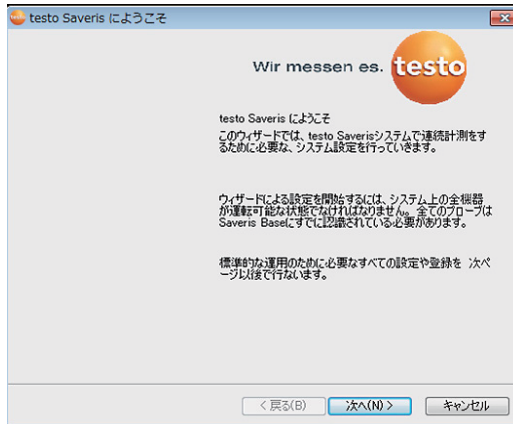 testo Saveris にようこそ
Wir messen es. testo
testo Saveris にようこそ
このウィザードでは、testo Saverisシステムで連続計測をす
るために必要な、システム設定を行っていきます。
ウィザードによる設定を開始するには、システム上の全機器
が運転可能な状態でなければなりません。全てのプローブは
Saveris Baseにすでに認識されている必要があります。
標準的な運用のために必要なすべての設定や登録を 次ペ
ージ以後で行ないます。
< 戻る(B)
次へ(N) >
キャンセル